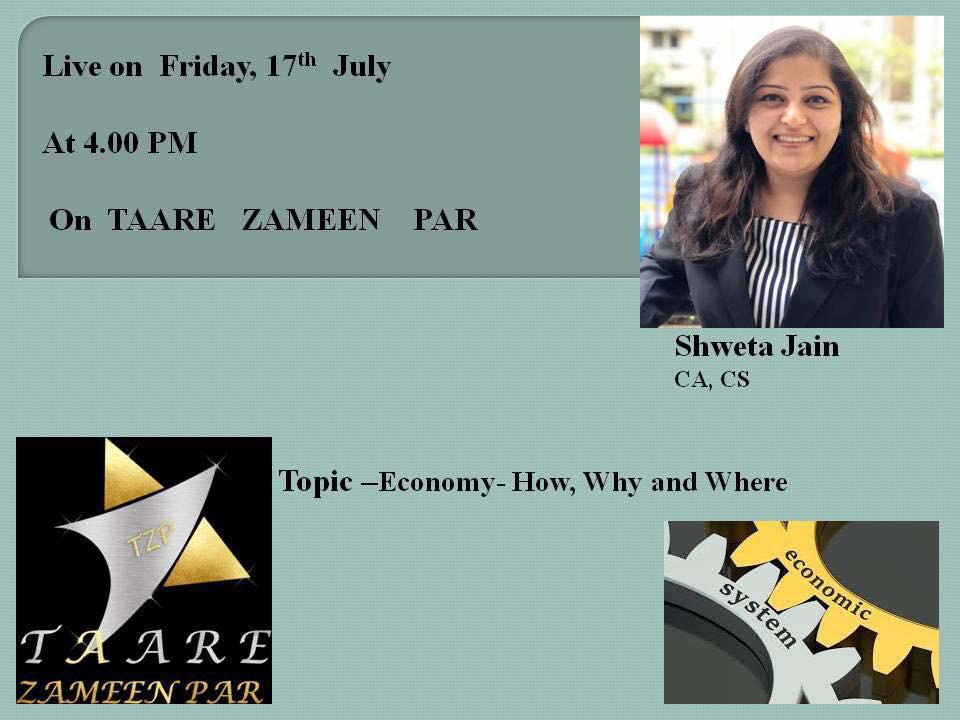 Live on Friday, 17th July
At 4.00 PM
On TAARE ZAMEEN PAR
Shweta Jain
CA, CS
Topic –Economy- How, Why and Where
TZP
TAARE
ZAMEEN PAR
economic
system